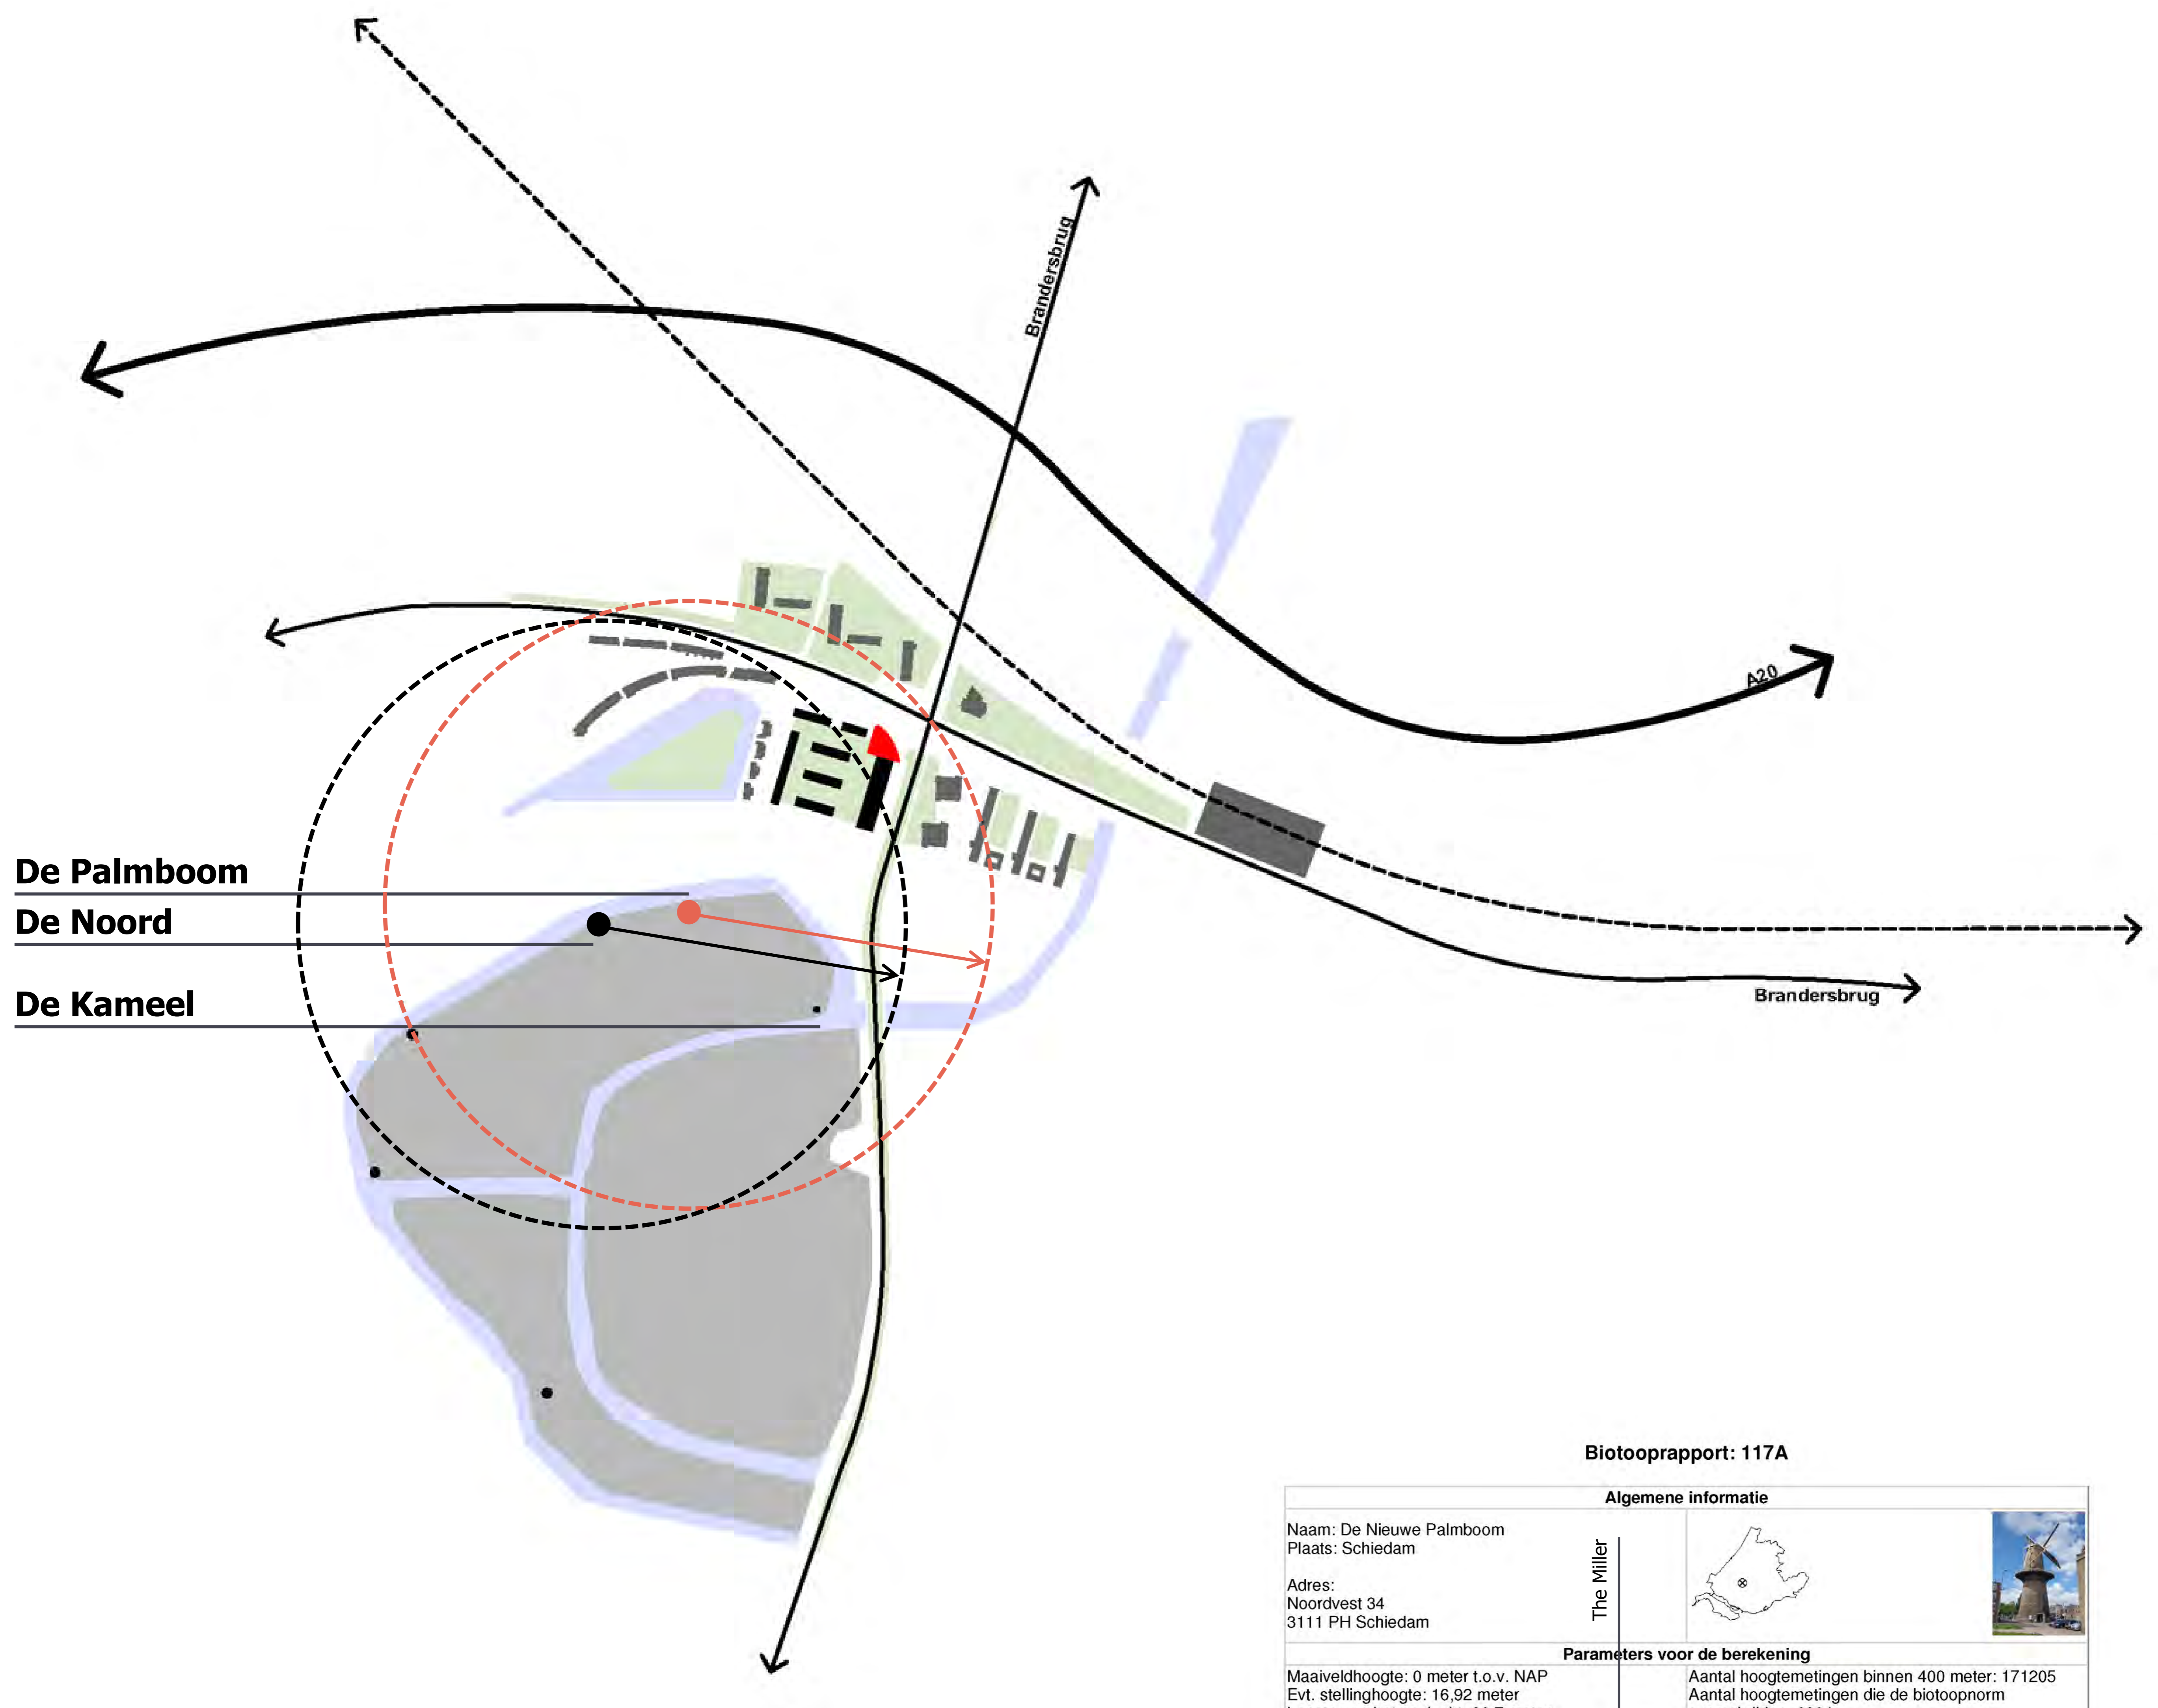 Brandersbrug
A20
De Palmboom
De Noord
De Kameel
Brandersbrug
Biotooprapport: 117A
Algemene informatie
Naam: De Nieuwe Palmboom
Plaats: Schiedam
Adres:
Noordvest 34
3111 PH Schiedam
The Miller
Parameters voor de berekening
Maaiveldhoogte: 0 meter t.o.v. NAP
Evt. stellinghoogte: 16,92 meter
Aantal hoogtemetingen binnen 400 meter: 171205
Aantal hoogtemetingen die de biotoopnorm